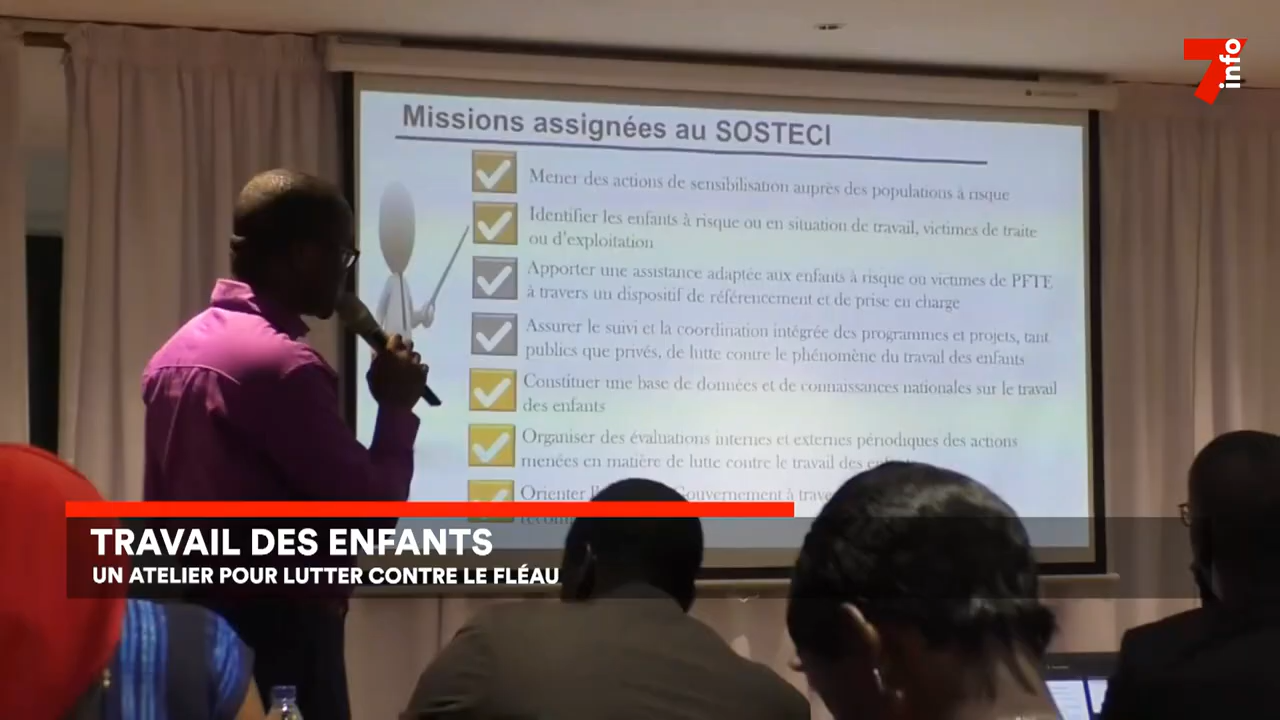 7 info
Missions assignées au SOSTECI
Mener des actions de sensibilisation auprès des populations à risque
Identifier les enfants à risque ou en situation de travail, victimes de traite
ou d'exploitation
Apporter une assistance adaptée aux enfants à risque ou victimes de PFTE
à travers un dispositif de référencement et de prise en charge
Assurer le suivi et la coordination intégrée des programmes et projets, tant
publics que privés, de lutte contre le phénomène du travail des enfants
Constituer une base de données et de connaissances nationales sur le travail
des enfants
Organiser des évaluations internes et externes périodiques des actions
menées en matière de lutte contre le travail des
Orienter Gouvernement à
TRAVAIL DES ENFANTS
UN ATELIER POUR LUTTER CONTRE LE FLÉAU